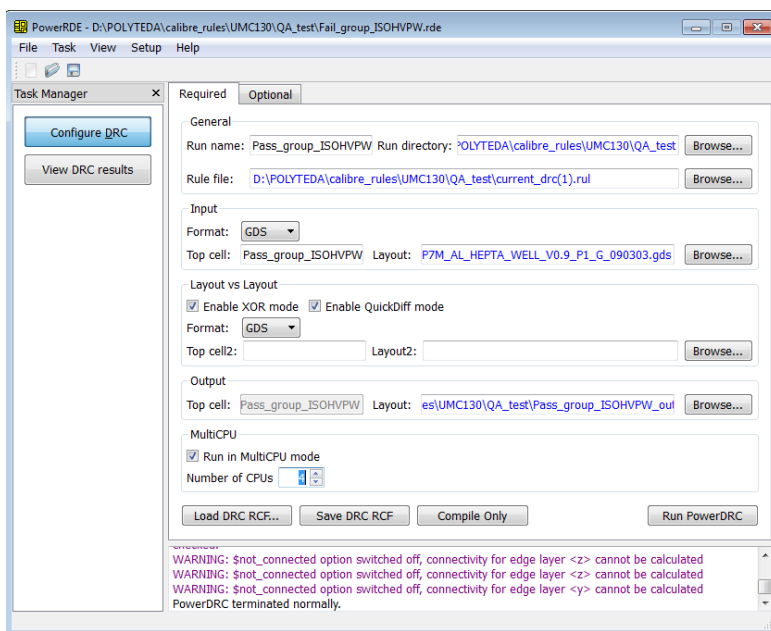 PowerRDE - D:\POLYTEDA\calibre_rules\UMC130\QA_test\Fail_group_ISOHVPW.rde
File Task View Setup Help
Task Manager
Required Optional
Configure DRC
View DRC results
General
Run name: Pass_group_ISOHVPW Run directory: POLYTEDA\calibre_rules\UMC130\QA_test Browse...
Rule file: D:\POLYTEDA\calibre_rules\UMC130\QA_test\current_drc(1).rul Browse...
Input
Format: GDS
Top cell: Pass_group_ISOHVPW Layout: P7M_AL_HEPTA_WELL_V0.9_P1_G_090303.gds Browse...
Layout vs Layout
Enable XOR mode Enable QuickDiff mode
Format: GDS
Top cell2: Layout2: Browse...
Output
Top cell: Pass_group_ISOHVPW Layout: es\UMC130\QA_test\Pass_group_ISOHVPW_out Browse...
MultiCPU
Run in MultiCPU mode
Number of CPUs
Load DRC RCF... Save DRC RCF Compile Only Run PowerDRC
WARNING: $not_connected option switched off, connectivity for edge layer <z> cannot be calculated
WARNING: $not_connected option switched off, connectivity for edge layer <z> cannot be calculated
WARNING: $not_connected option switched off, connectivity for edge layer <y> cannot be calculated
PowerDRC terminated normally.